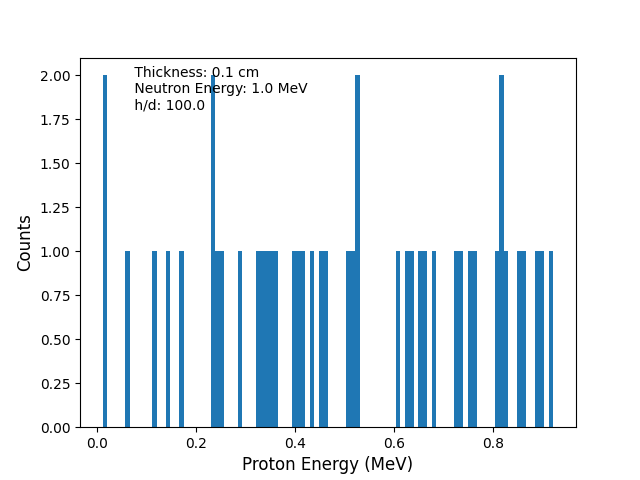 2.00
1.75
1.50
1.25
1.00
0.75
0.50
0.25
0.00
Counts
Thickness: 0.1 cm
Neutron Energy: 1.0 MeV
h/d: 100.0
0.0 0.2 0.4 0.6 0.8
Proton Energy (MeV)